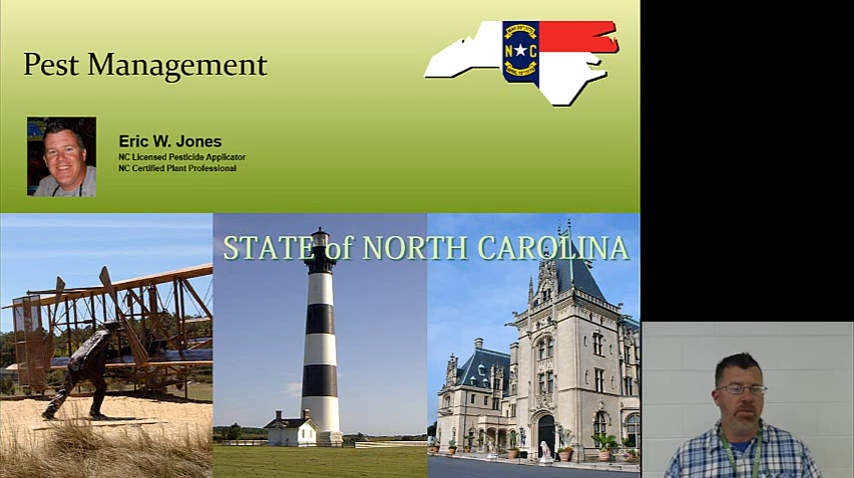 Pest Management
N C
Eric W. Jones
NC Licensed Pesticide Applicator
NC Certified Plant Professional
STATE of NORTH CAROLINA